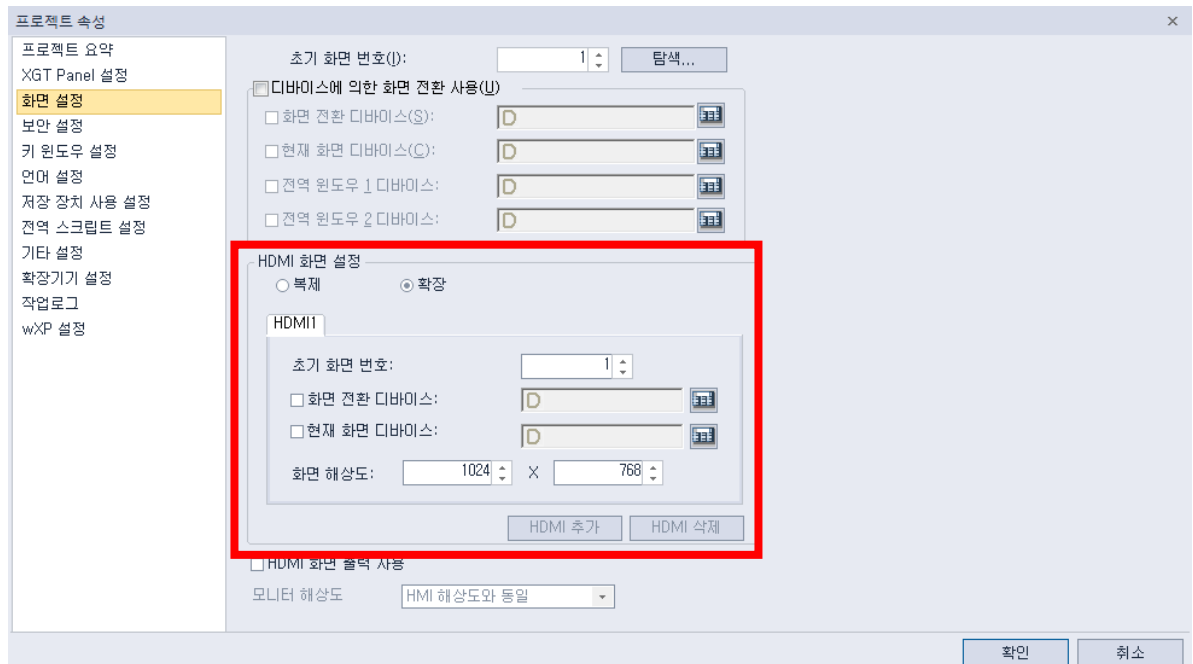 프로젝트 속성
프로젝트 요약
XGT Panel 설정
화면 설정
보안 설정
키 윈도우 설정
언어 설정
저장 장치 사용 설정
전역 스크립트 설정
기타 설정
확장기기 설정
작업로그
wXP 설정
초기 화면 번호(I): 1 탐색...
디바이스에 의한 화면 전환 사용(U)
화면 전환 디바이스(S): D
현재 화면 디바이스(C): D
전역 윈도우 1 디바이스: D
전역 윈도우 2 디바이스: D
HDMI 화면 설정
복제 확장
HDMI1
초기 화면 번호: 1
화면 전환 디바이스: D
현재 화면 디바이스: D
화면 해상도: 1024 X 768
HDMI 추가 HDMI 삭제
HDMI 화면 출력 사용
모니터 해상도 HMI 해상도와 동일
확인 취소